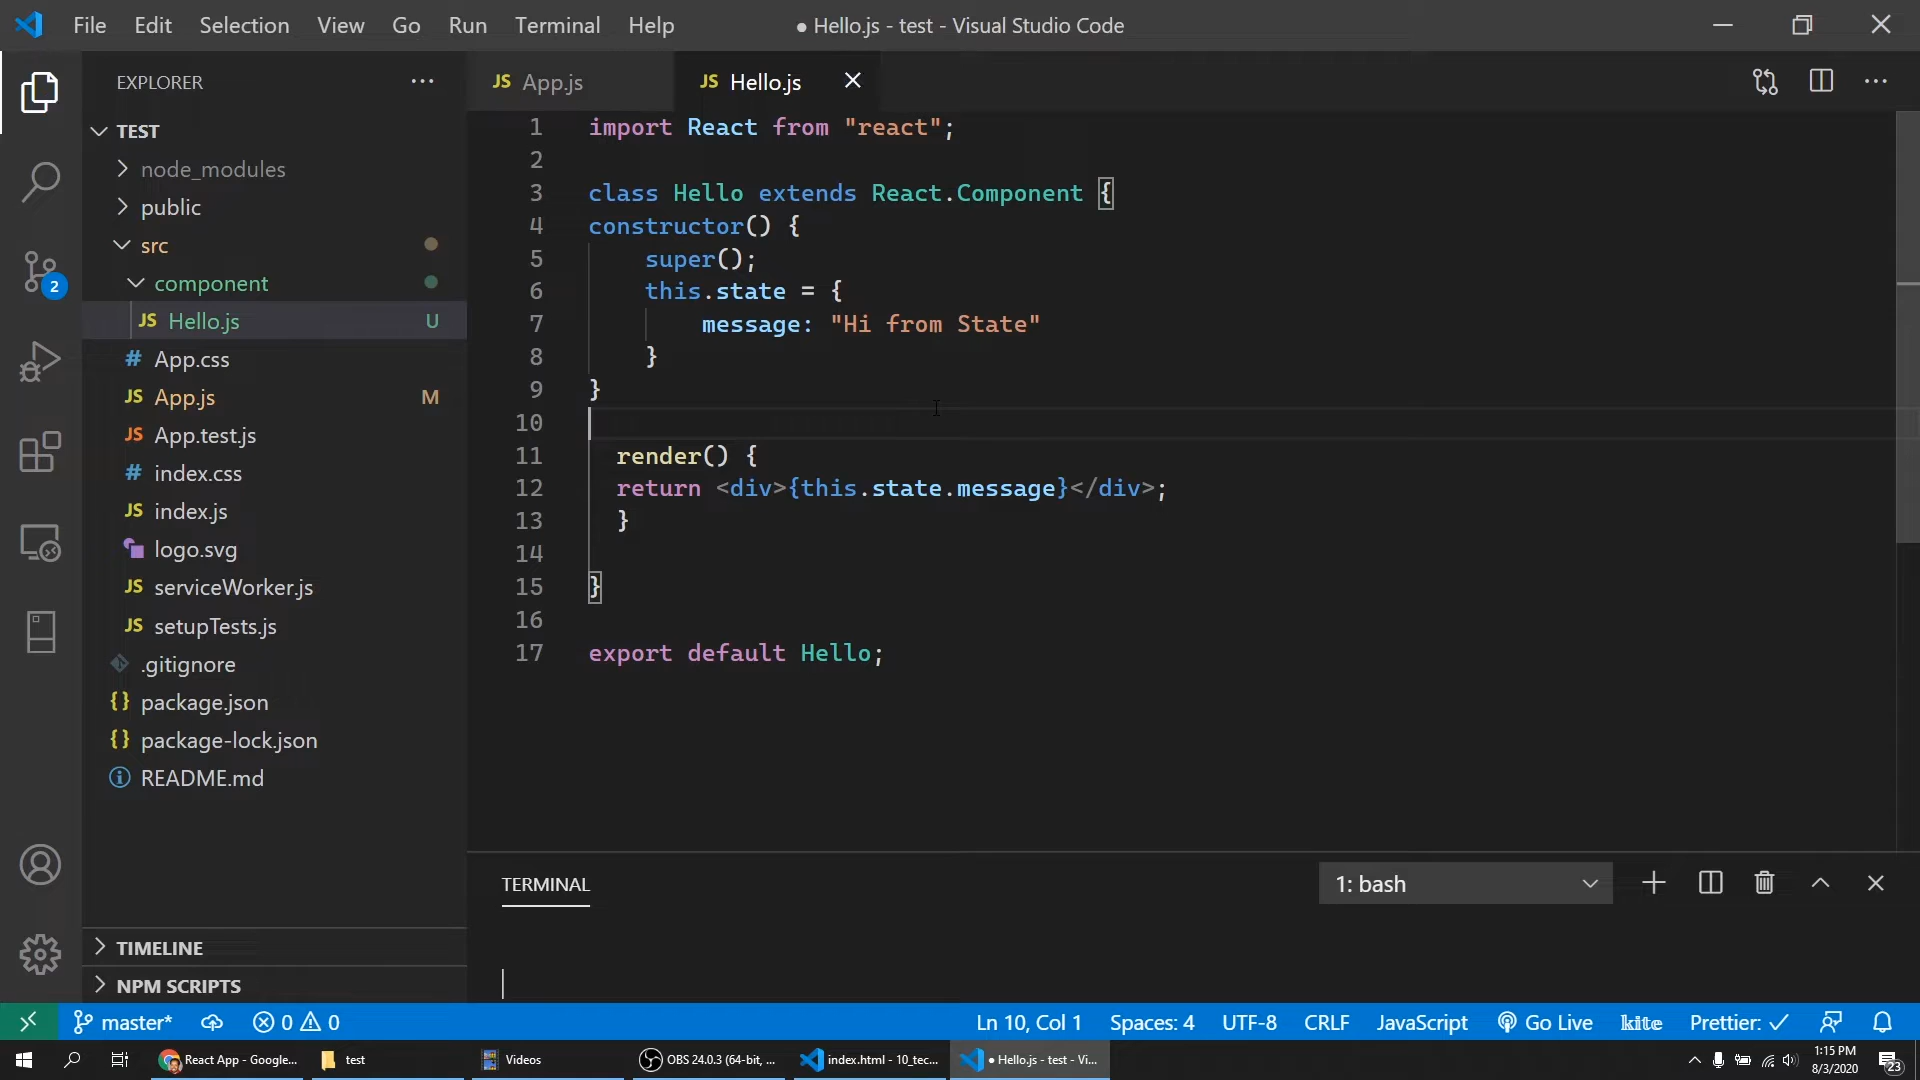 File Edit Selection View Go Run Terminal Help
● Hello.js - test - Visual Studio Code
EXPLORER
TEST
node_modules
public
src
component
JS Hello.js U
# App.css
JS App.js M
JS App.test.js
# index.css
JS index.js
logo.svg
JS serviceWorker.js
JS setupTests.js
.gitignore
{} package.json
{} package-lock.json
README.md
TIMELINE
NPM SCRIPTS
2
JS App.js
JS Hello.js
1 import React from "react";
2
3 class Hello extends React.Component {
4 constructor() {
5 super();
6 this.state = {
7 message: "Hi from State"
8 }
9 }
10
11 render() {
12 return <div>{this.state.message}</div>;
13 }
14
15 }
16
17 export default Hello;
TERMINAL
1: bash
master* 0 0
Ln 10, Col 1 Spaces: 4 UTF-8 CRLF JavaScript Go Live kite Prettier: ✓
React App - Google...
test
Videos
OBS 24.0.3 (64-bit, ...
index.html - 10_tec...
● Hello.js - test - Vi...
1:15 PM
8/3/2020
23